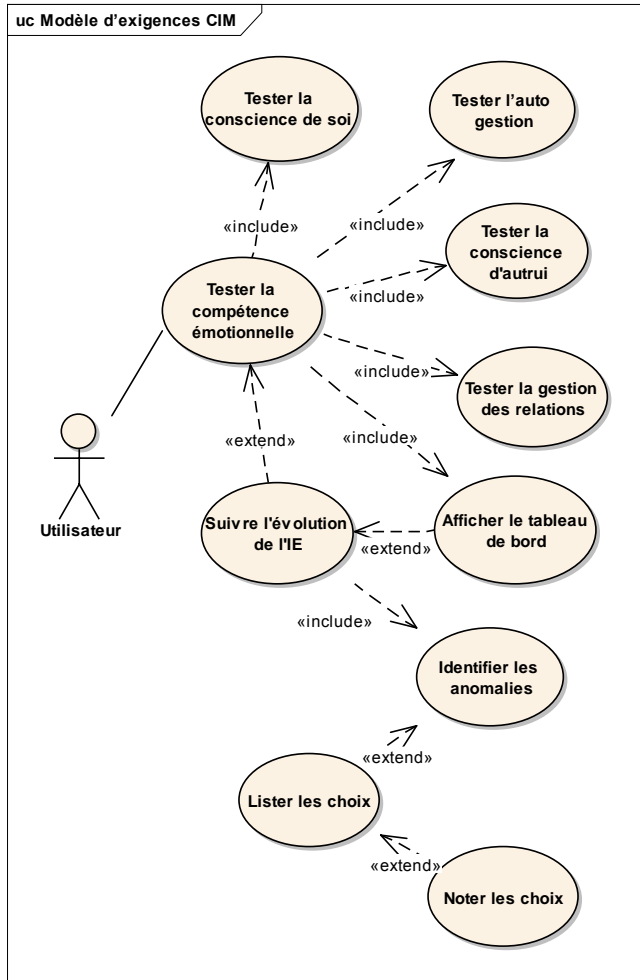 uc Modèle d’exigences CIM
Tester la
conscience de soi
Tester l’auto
gestion
«include»
«include»
Tester la
conscience
d'autrui
Tester la
compétence
émotionnelle
«include»
«include»
Tester la gestion
des relations
«extend»
«include»
Utilisateur
Suivre l'évolution
de l'IE
Afficher le tableau
de bord
«extend»
«include»
Identifier les
anomalies
«extend»
Lister les choix
«extend»
Noter les choix